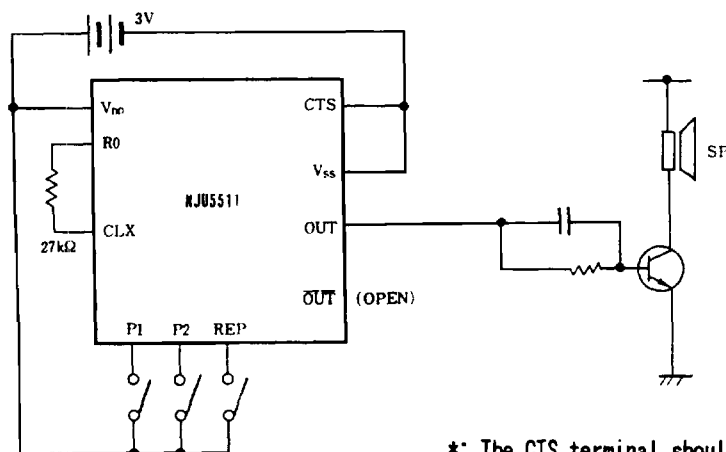 3V
VDD
CTS
R0
VSS
NJU5511
CLX
OUT
27kΩ
OUT (OPEN)
P1 P2 REP
SP
*: The CTS terminal shoul